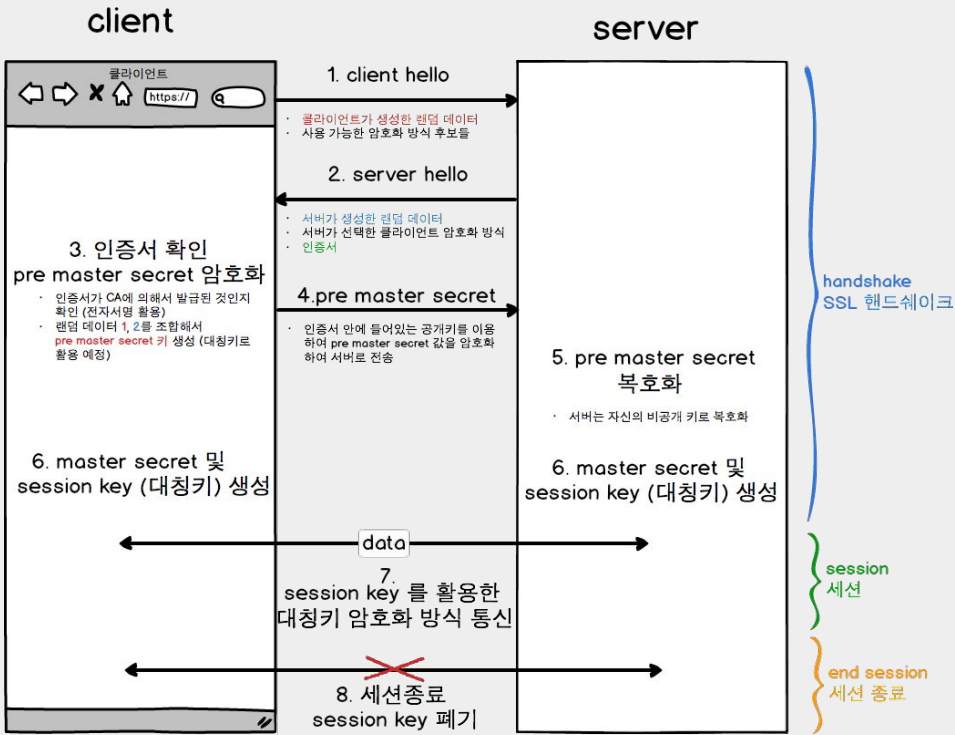 client
server
클라이언트
https://
1. client hello
· 클라이언트가 생성한 랜덤 데이터
· 사용 가능한 암호화 방식 후보들
2. server hello
· 서버가 생성한 랜덤 데이터
· 서버가 선택한 클라이언트 암호화 방식
· 인증서
3. 인증서 확인
pre master secret 암호화
· 인증서가 CA에 의해서 발급된 것인지
확인 (전자서명 활용)
· 랜덤 데이터 1, 2를 조합해서
pre master secret 키 생성 (대칭키로
활용 예정)
4.pre master secret
· 인증서 안에 들어있는 공개키를 이용
하여 pre master secret 값을 암호화
하여 서버로 전송
5. pre master secret
복호화
· 서버는 자신의 비공개 키로 복호화
6. master secret 및
session key (대칭키) 생성
6. master secret 및
session key (대칭키) 생성
handshake
SSL 핸드쉐이크
data
7.
session key 를 활용한
대칭키 암호화 방식 통신
session
세션
8. 세션종료
session key 폐기
end session
세션 종료